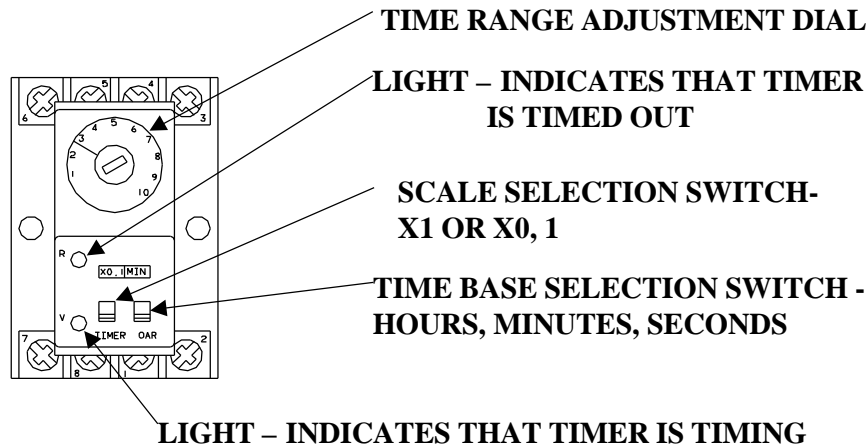 TIME RANGE ADJUSTMENT DIAL
LIGHT – INDICATES THAT TIMER
IS TIMED OUT
SCALE SELECTION SWITCH-
X1 OR X0, 1
TIME BASE SELECTION SWITCH -
HOURS, MINUTES, SECONDS
LIGHT – INDICATES THAT TIMER IS TIMING
6 5 4 3
1 2 3 4 5 6 7 8 9 10
R
X0.1 MIN
V
TIMER OAR
7 8 1 2